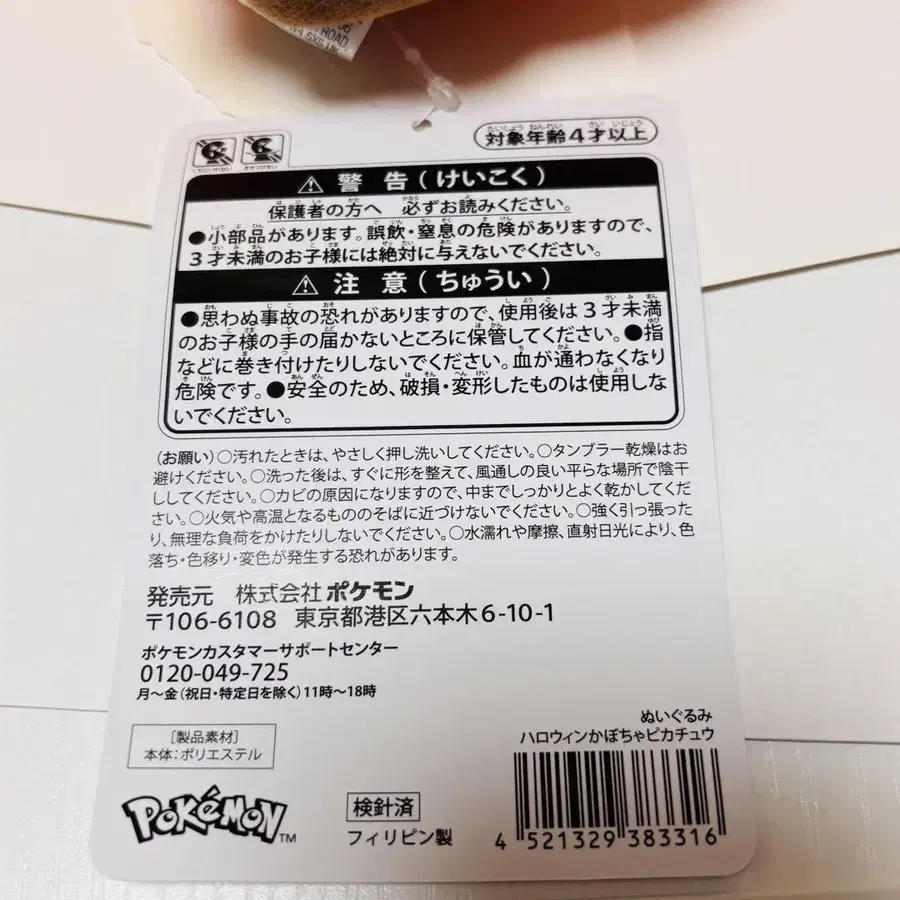 ROAD,
対象年齢4才以上
警告(けいこく)
保護者の方へ 必ずお読みください。
●小部品があります。誤飲・窒息の危険がありますので、
3才未満のお子様には絶対に与えないでください。
注意(ちゅうい)
●思わぬ事故の恐れがありますので、使用後は3才未満
のお子様の手の届かないところに保管してください。●指
などに巻き付けたりしないでください。血が通わなくなり
危険です。●安全のため、破損・変形したものは使用しな
いでください。
(お願い)○汚れたときは、やさしく押し洗いしてください。○タンブラー乾燥はお
避けください。○洗った後は、すぐに形を整えて、風通しの良い平らな場所で陰干
ししてください。○カビの原因になりますので、中までしっかりとよく乾かしてくだ
さい。○火気や高温となるもののそばに近づけないでください。○強く引っ張った
り、無理な負荷をかけたりしないでください。○水濡れや摩擦、直射日光により、色
落ち・色移り・変色が発生する恐れがあります。
発売元 株式会社ポケモン
〒106-6108 東京都港区六本木6-10-1
ポケモンカスタマーサポートセンター
0120-049-725
月～金(祝日・特定日を除く)11時～18時
ぬいぐるみ
ハロウィンかぼちゃピカチュウ
[製品素材]
本体:ポリエステル
POKéMON™
検針済
フィリピン製
4 521329 383316